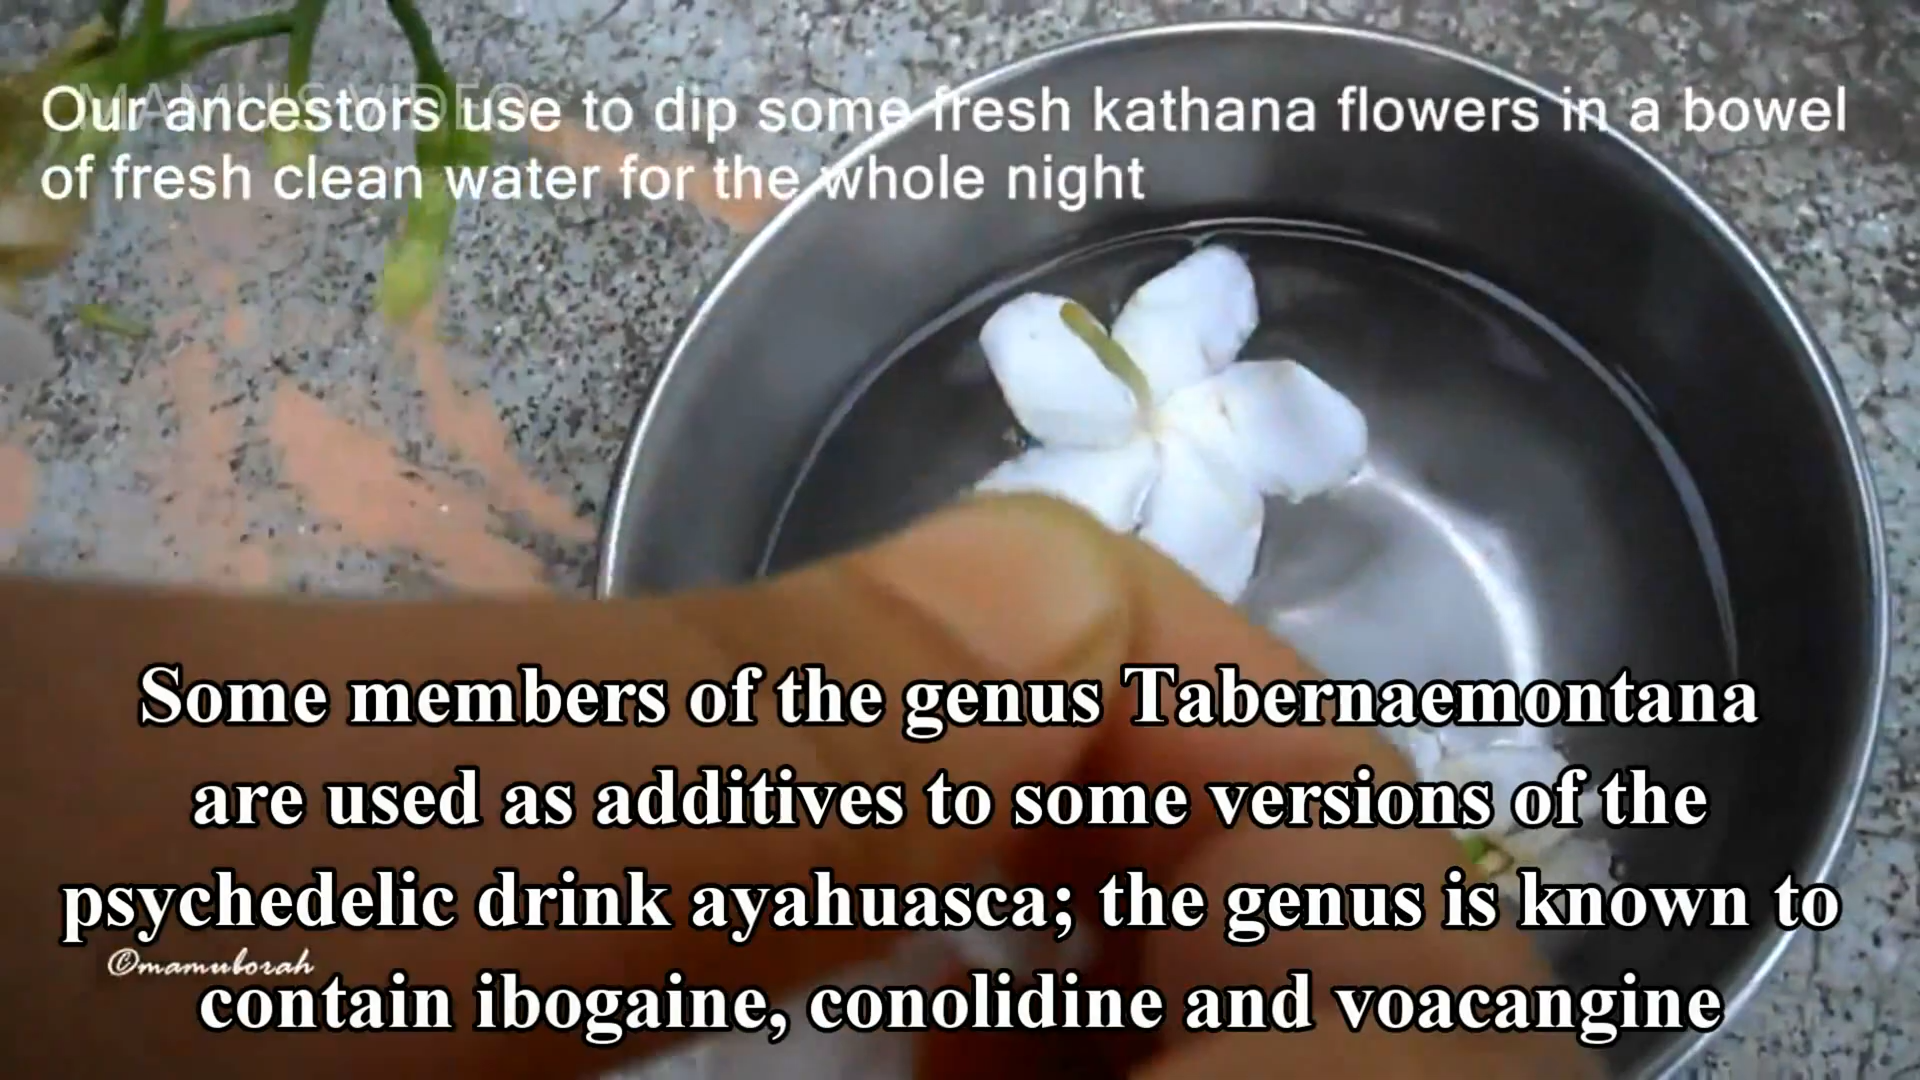 MAMU'S VIDEO
Our ancestors use to dip some fresh kathana flowers in a bowel
of fresh clean water for the whole night
Some members of the genus Tabernaemontana
are used as additives to some versions of the
psychedelic drink ayahuasca; the genus is known to
©mamuborah
contain ibogaine, conolidine and voacangine